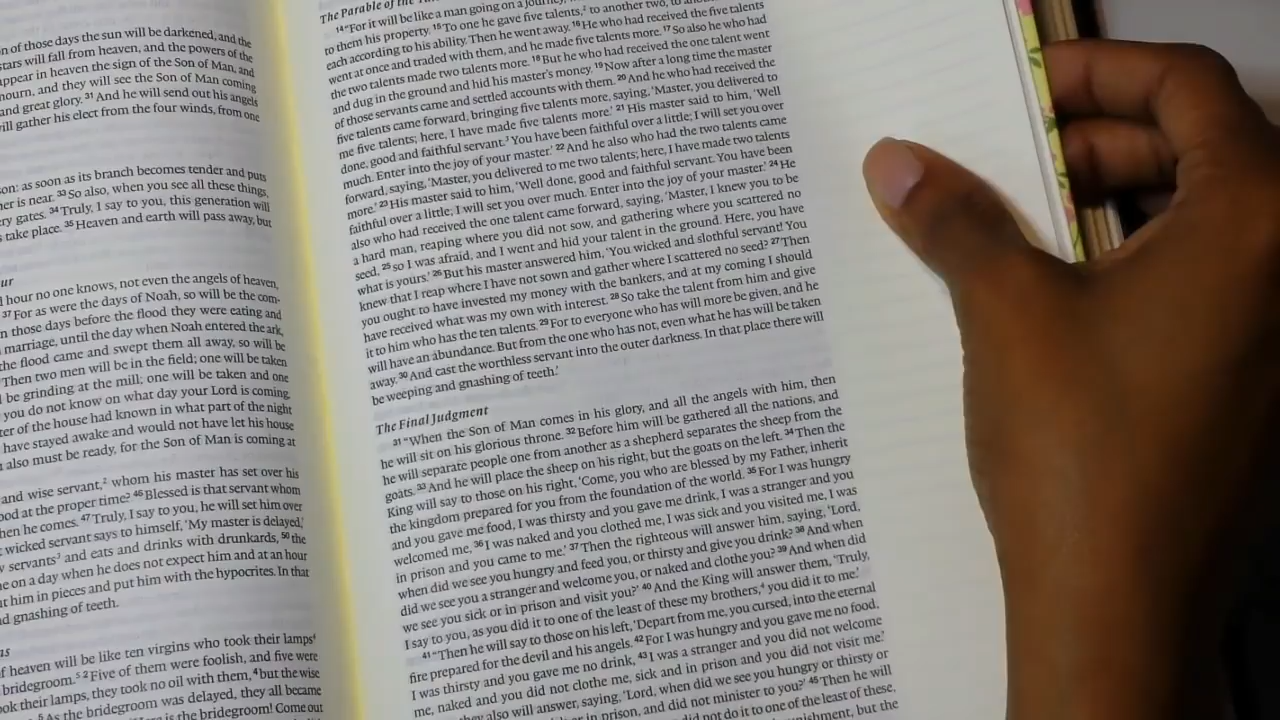 n of those days the sun will be darkened, and the
stars will fall from heaven, and the powers of the
appear in heaven the sign of the Son of Man, and
mourn, and they will see the Son of Man coming
and great glory. 31 And he will send out his angels
ill gather his elect from the four winds, from one
son: as soon as its branch becomes tender and puts
er is near. 33 So also, when you see all these things,
ery gates. 34 Truly, I say to you, this generation will
take place. 35 Heaven and earth will pass away, but
ur
hour no one knows, not even the angels of heaven,
37 For as were the days of Noah, so will be the com-
n those days before the flood they were eating and
marriage, until the day when Noah entered the ark,
the flood came and swept them all away, so will be
Then two men will be in the field; one will be taken
be grinding at the mill; one will be taken and one
you do not know on what day your Lord is coming.
ter of the house had known in what part of the night
have stayed awake and would not have let his house
also must be ready, for the Son of Man is coming at
and wise servant,2 whom his master has set over his
ood at the proper time? 46 Blessed is that servant whom
hen he comes. 47 Truly, I say to you, he will set him over
wicked servant says to himself, 'My master is delayed,'
servants3 and eats and drinks with drunkards, 50 the
e on a day when he does not expect him and at an hour
t him in pieces and put him with the hypocrites. In that
d gnashing of teeth.
ns
f heaven will be like ten virgins who took their lamps4
bridegroom.5 2 Five of them were foolish, and five were
ook their lamps, they took no oil with them, 4 but the wise
5 As the bridegroom was delayed, they all became
is the bridegroom! Come out
The Parable of the
14 "For it will be like a man going on a journey,
to them his property. 15 To one he gave five talents,2 to another two, to
each according to his ability. Then he went away. 16 He who had received the five talents
went at once and traded with them, and he made five talents more. 17 So also he who had
the two talents made two talents more. 18 But he who had received the one talent went
and dug in the ground and hid his master's money. 19 Now after a long time the master
of those servants came and settled accounts with them. 20 And he who had received the
five talents came forward, bringing five talents more, saying, 'Master, you delivered to
me five talents; here, I have made five talents more.' 21 His master said to him, 'Well
done, good and faithful servant.3 You have been faithful over a little; I will set you over
much. Enter into the joy of your master.' 22 And he also who had the two talents came
forward, saying, 'Master, you delivered to me two talents; here, I have made two talents
more.' 23 His master said to him, 'Well done, good and faithful servant. You have been
faithful over a little; I will set you over much. Enter into the joy of your master.' 24 He
also who had received the one talent came forward, saying, 'Master, I knew you to be
a hard man, reaping where you did not sow, and gathering where you scattered no
seed, 25 so I was afraid, and I went and hid your talent in the ground. Here, you have
what is yours.' 26 But his master answered him, 'You wicked and slothful servant! You
knew that I reap where I have not sown and gather where I scattered no seed? 27 Then
you ought to have invested my money with the bankers, and at my coming I should
have received what was my own with interest. 28 So take the talent from him and give
it to him who has the ten talents. 29 For to everyone who has will more be given, and he
will have an abundance. But from the one who has not, even what he has will be taken
away. 30 And cast the worthless servant into the outer darkness. In that place there will
be weeping and gnashing of teeth.'
The Final Judgment
31 "When the Son of Man comes in his glory, and all the angels with him, then
he will sit on his glorious throne. 32 Before him will be gathered all the nations, and
he will separate people one from another as a shepherd separates the sheep from the
goats. 33 And he will place the sheep on his right, but the goats on the left. 34 Then the
King will say to those on his right, 'Come, you who are blessed by my Father, inherit
the kingdom prepared for you from the foundation of the world. 35 For I was hungry
and you gave me food, I was thirsty and you gave me drink, I was a stranger and you
welcomed me, 36 I was naked and you clothed me, I was sick and you visited me, I was
in prison and you came to me.' 37 Then the righteous will answer him, saying, 'Lord,
when did we see you hungry and feed you, or thirsty and give you drink? 38 And when
did we see you a stranger and welcome you, or naked and clothe you? 39 And when did
we see you sick or in prison and visit you?' 40 And the King will answer them, 'Truly,
I say to you, as you did it to one of the least of these my brothers,4 you did it to me.'
41 "Then he will say to those on his left, 'Depart from me, you cursed, into the eternal
fire prepared for the devil and his angels. 42 For I was hungry and you gave me no food,
I was thirsty and you gave me no drink, 43 I was a stranger and you did not welcome
me, naked and you did not clothe me, sick and in prison and you did not visit me.'
they also will answer, saying, 'Lord, when did we see you hungry or thirsty or
in prison, and did not minister to you?' 45 Then he will
did not do it to one of the least of these,
punishment, but the